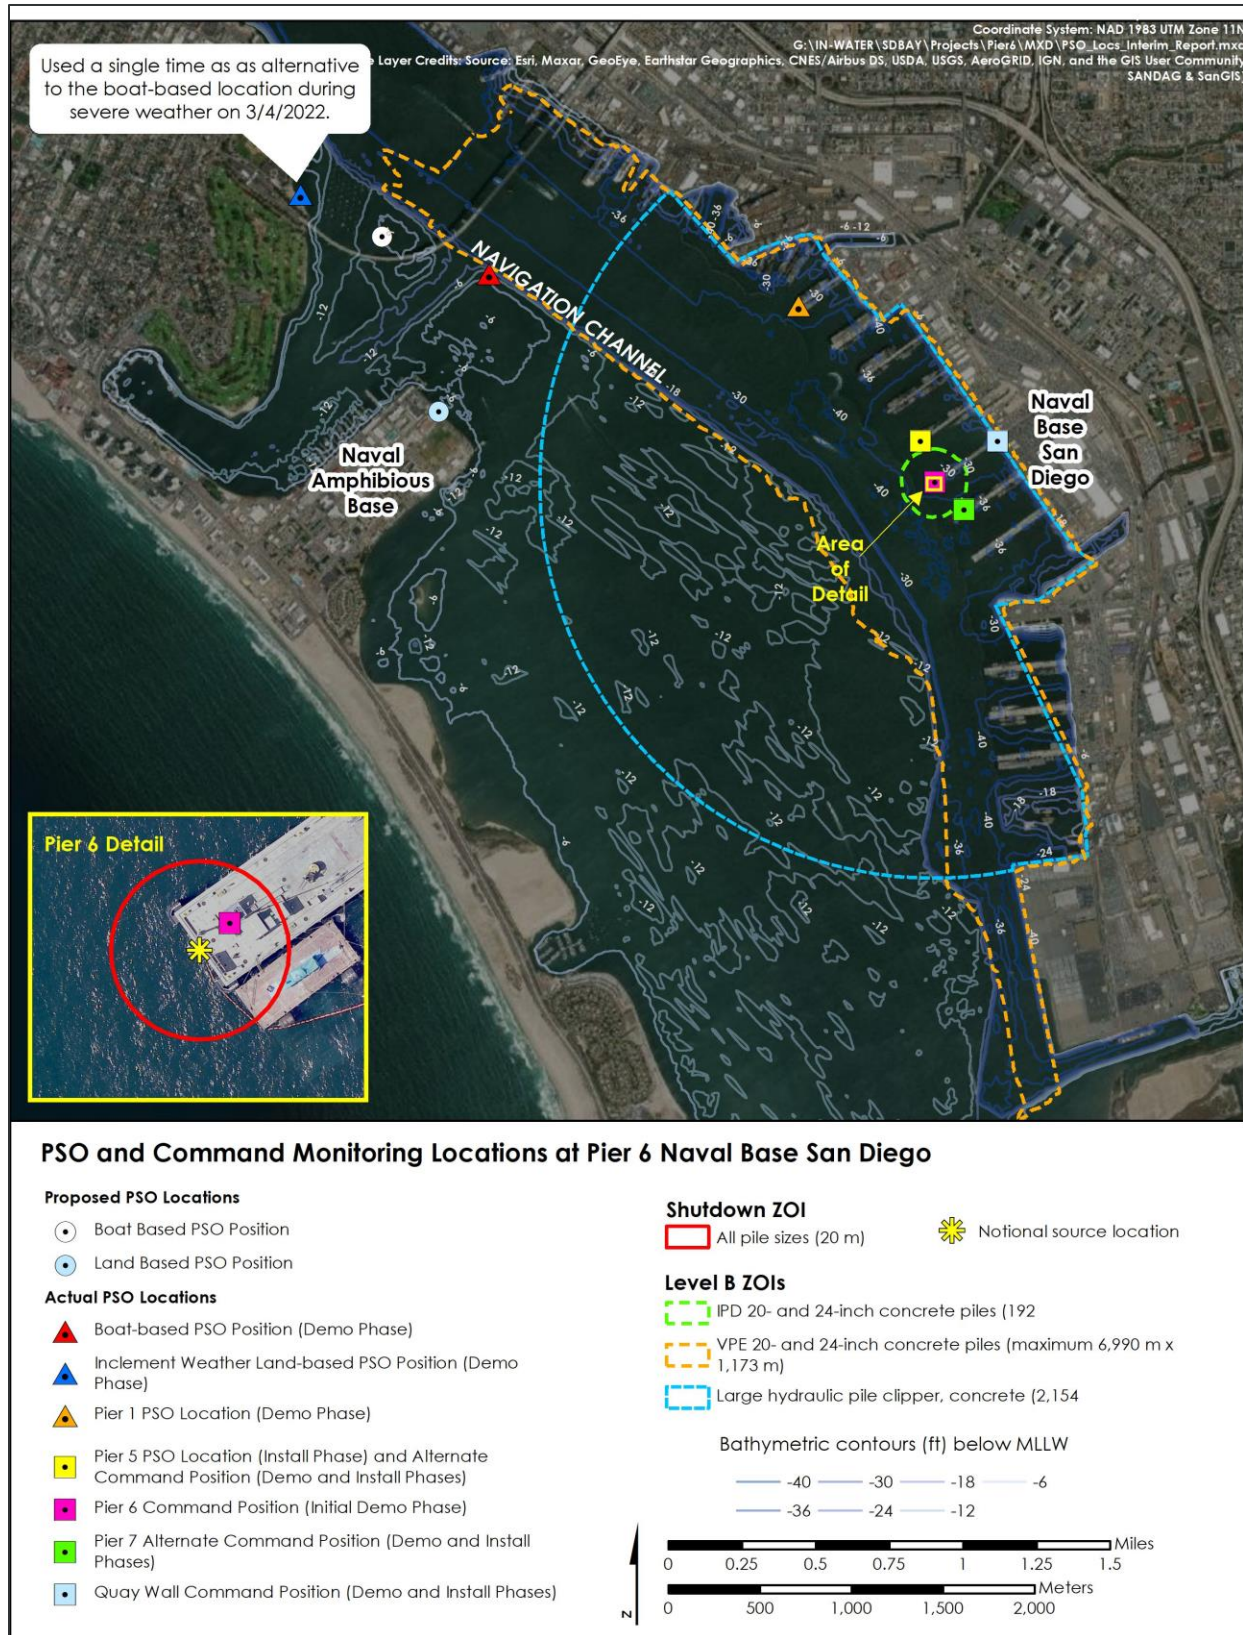 Coordinate System: NAD 1983 UTM Zone 11N
G:\IN-WATER\SDBAY\Projects\Pier6\MXD\PSO_Locs_Interim_Report.mxd
e Layer Credits: Source: Esri, Maxar, GeoEye, Earthstar Geographics, CNES/Airbus DS, USDA, USGS, AeroGRID, IGN, and the GIS User Community
SANDAG & SanGIS
Used a single time as as alternative
to the boat-based location during
severe weather on 3/4/2022.
NAVIGATION CHANNEL
Naval
Amphibious
Base
Naval
Base
San
Diego
Area
of
Detail
Pier 6 Detail
PSO and Command Monitoring Locations at Pier 6 Naval Base San Diego
Proposed PSO Locations
Boat Based PSO Position
Land Based PSO Position
Actual PSO Locations
Boat-based PSO Position (Demo Phase)
Inclement Weather Land-based PSO Position (Demo
Phase)
Pier 1 PSO Location (Demo Phase)
Pier 5 PSO Location (Install Phase) and Alternate
Command Position (Demo and Install Phases)
Pier 6 Command Position (Initial Demo Phase)
Pier 7 Alternate Command Position (Demo and Install
Phases)
Quay Wall Command Position (Demo and Install Phases)
Shutdown ZOI
All pile sizes (20 m)
Notional source location
Level B ZOIs
IPD 20- and 24-inch concrete piles (192
VPE 20- and 24-inch concrete piles (maximum 6,990 m x
1,173 m)
Large hydraulic pile clipper, concrete (2,154
Bathymetric contours (ft) below MLLW
-40 -30 -18 -6
-36 -24 -12
Miles
0 0.25 0.5 0.75 1 1.25 1.5
Meters
0 500 1,000 1,500 2,000
N